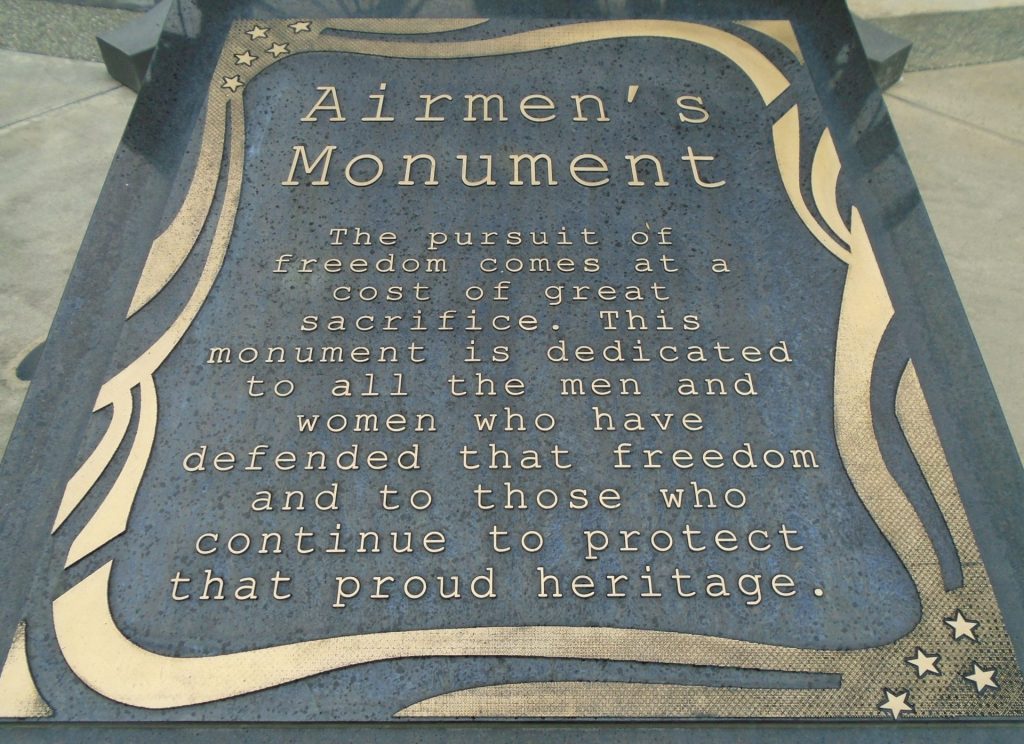 Airmen's
Monument
The pursuit of
freedom comes at a
cost of great
sacrifice. This
monument is dedicated
to all the men and
women who have
defended that freedom
and to those who
continue to protect
that proud heritage.